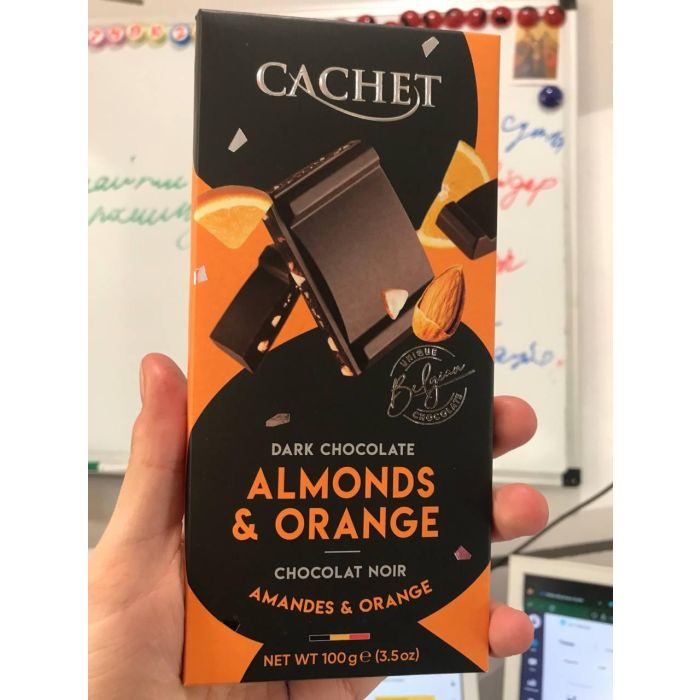 CACHET
UNIQUE
Belgian
CHOCOLATE
DARK CHOCOLATE
ALMONDS
& ORANGE
CHOCOLAT NOIR
AMANDES & ORANGE
NET WT 100g℮ (3.5oz)